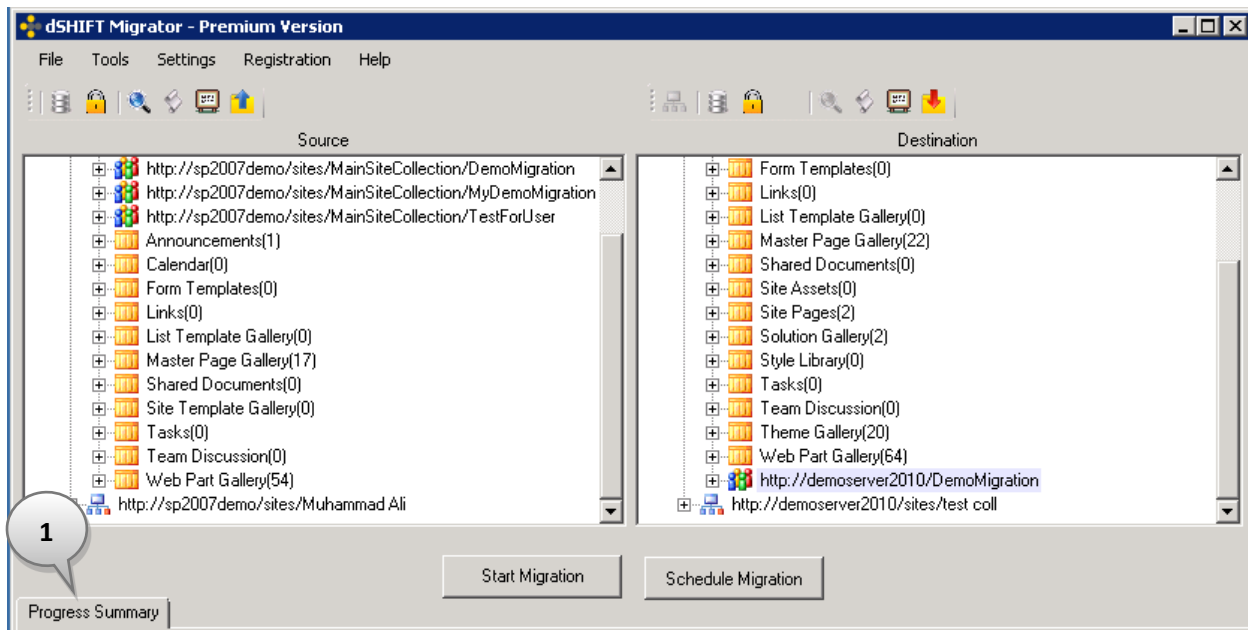 dSHIFT Migrator - Premium Version
File Tools Settings Registration Help
Source
http://sp2007demo/sites/MainSiteCollection/DemoMigration
http://sp2007demo/sites/MainSiteCollection/MyDemoMigration
http://sp2007demo/sites/MainSiteCollection/TestForUser
Announcements(1)
Calendar(0)
Form Templates(0)
Links(0)
List Template Gallery(0)
Master Page Gallery(17)
Shared Documents(0)
Site Template Gallery(0)
Tasks(0)
Team Discussion(0)
Web Part Gallery(54)
http://sp2007demo/sites/Muhammad Ali
Destination
Form Templates(0)
Links(0)
List Template Gallery(0)
Master Page Gallery(22)
Shared Documents(0)
Site Assets(0)
Site Pages(2)
Solution Gallery(2)
Style Library(0)
Tasks(0)
Team Discussion(0)
Theme Gallery(20)
Web Part Gallery(64)
http://demoserver2010/DemoMigration
http://demoserver2010/sites/test coll
1
Start Migration
Schedule Migration
Progress Summary